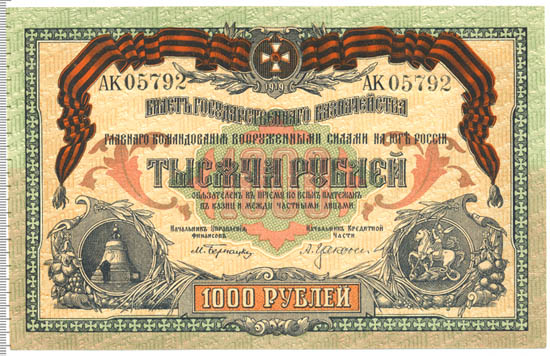 АК 05792 АК 05792
1919
БИЛЕТЪ ГОСУДАРСТВЕННАГО КАЗНАЧЕЙСТВА
ГЛАВНАГО КОМАНДОВАНІЯ ВООРУЖЕННЫМИ СИЛАМИ НА ЮГѢ РОССІИ
ТЫСЯЧА РУБЛЕЙ
ОБЯЗАТЕЛЕНЪ КЪ ПРІЕМУ ПО ВСѢМЪ ПЛАТЕЖАМЪ
ВЪ КАЗНУ И МЕЖДУ ЧАСТНЫМИ ЛИЦАМИ
НАЧАЛЬНИКЪ УПРАВЛЕНІЯ
ФИНАНСОВЪ
НАЧАЛЬНИКЪ КРЕДИТНОЙ
ЧАСТИ
М. Бернацкій
1000 РУБЛЕЙ